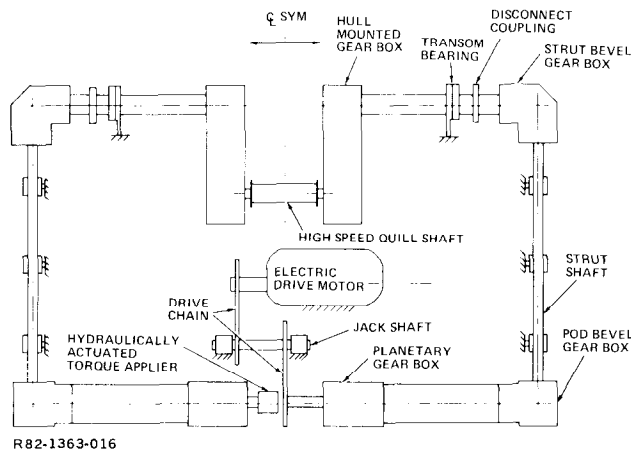 ℄ SYM
HULL
MOUNTED
GEAR BOX
TRANSOM
BEARING
DISCONNECT
COUPLING
STRUT BEVEL
GEAR BOX
HIGH SPEED QUILL SHAFT
ELECTRIC
DRIVE MOTOR
STRUT
SHAFT
DRIVE
CHAIN
JACK SHAFT
HYDRAULICALLY
ACTUATED
TORQUE APPLIER
PLANETARY
GEAR BOX
POD BEVEL
GEAR BOX
R82-1363-016